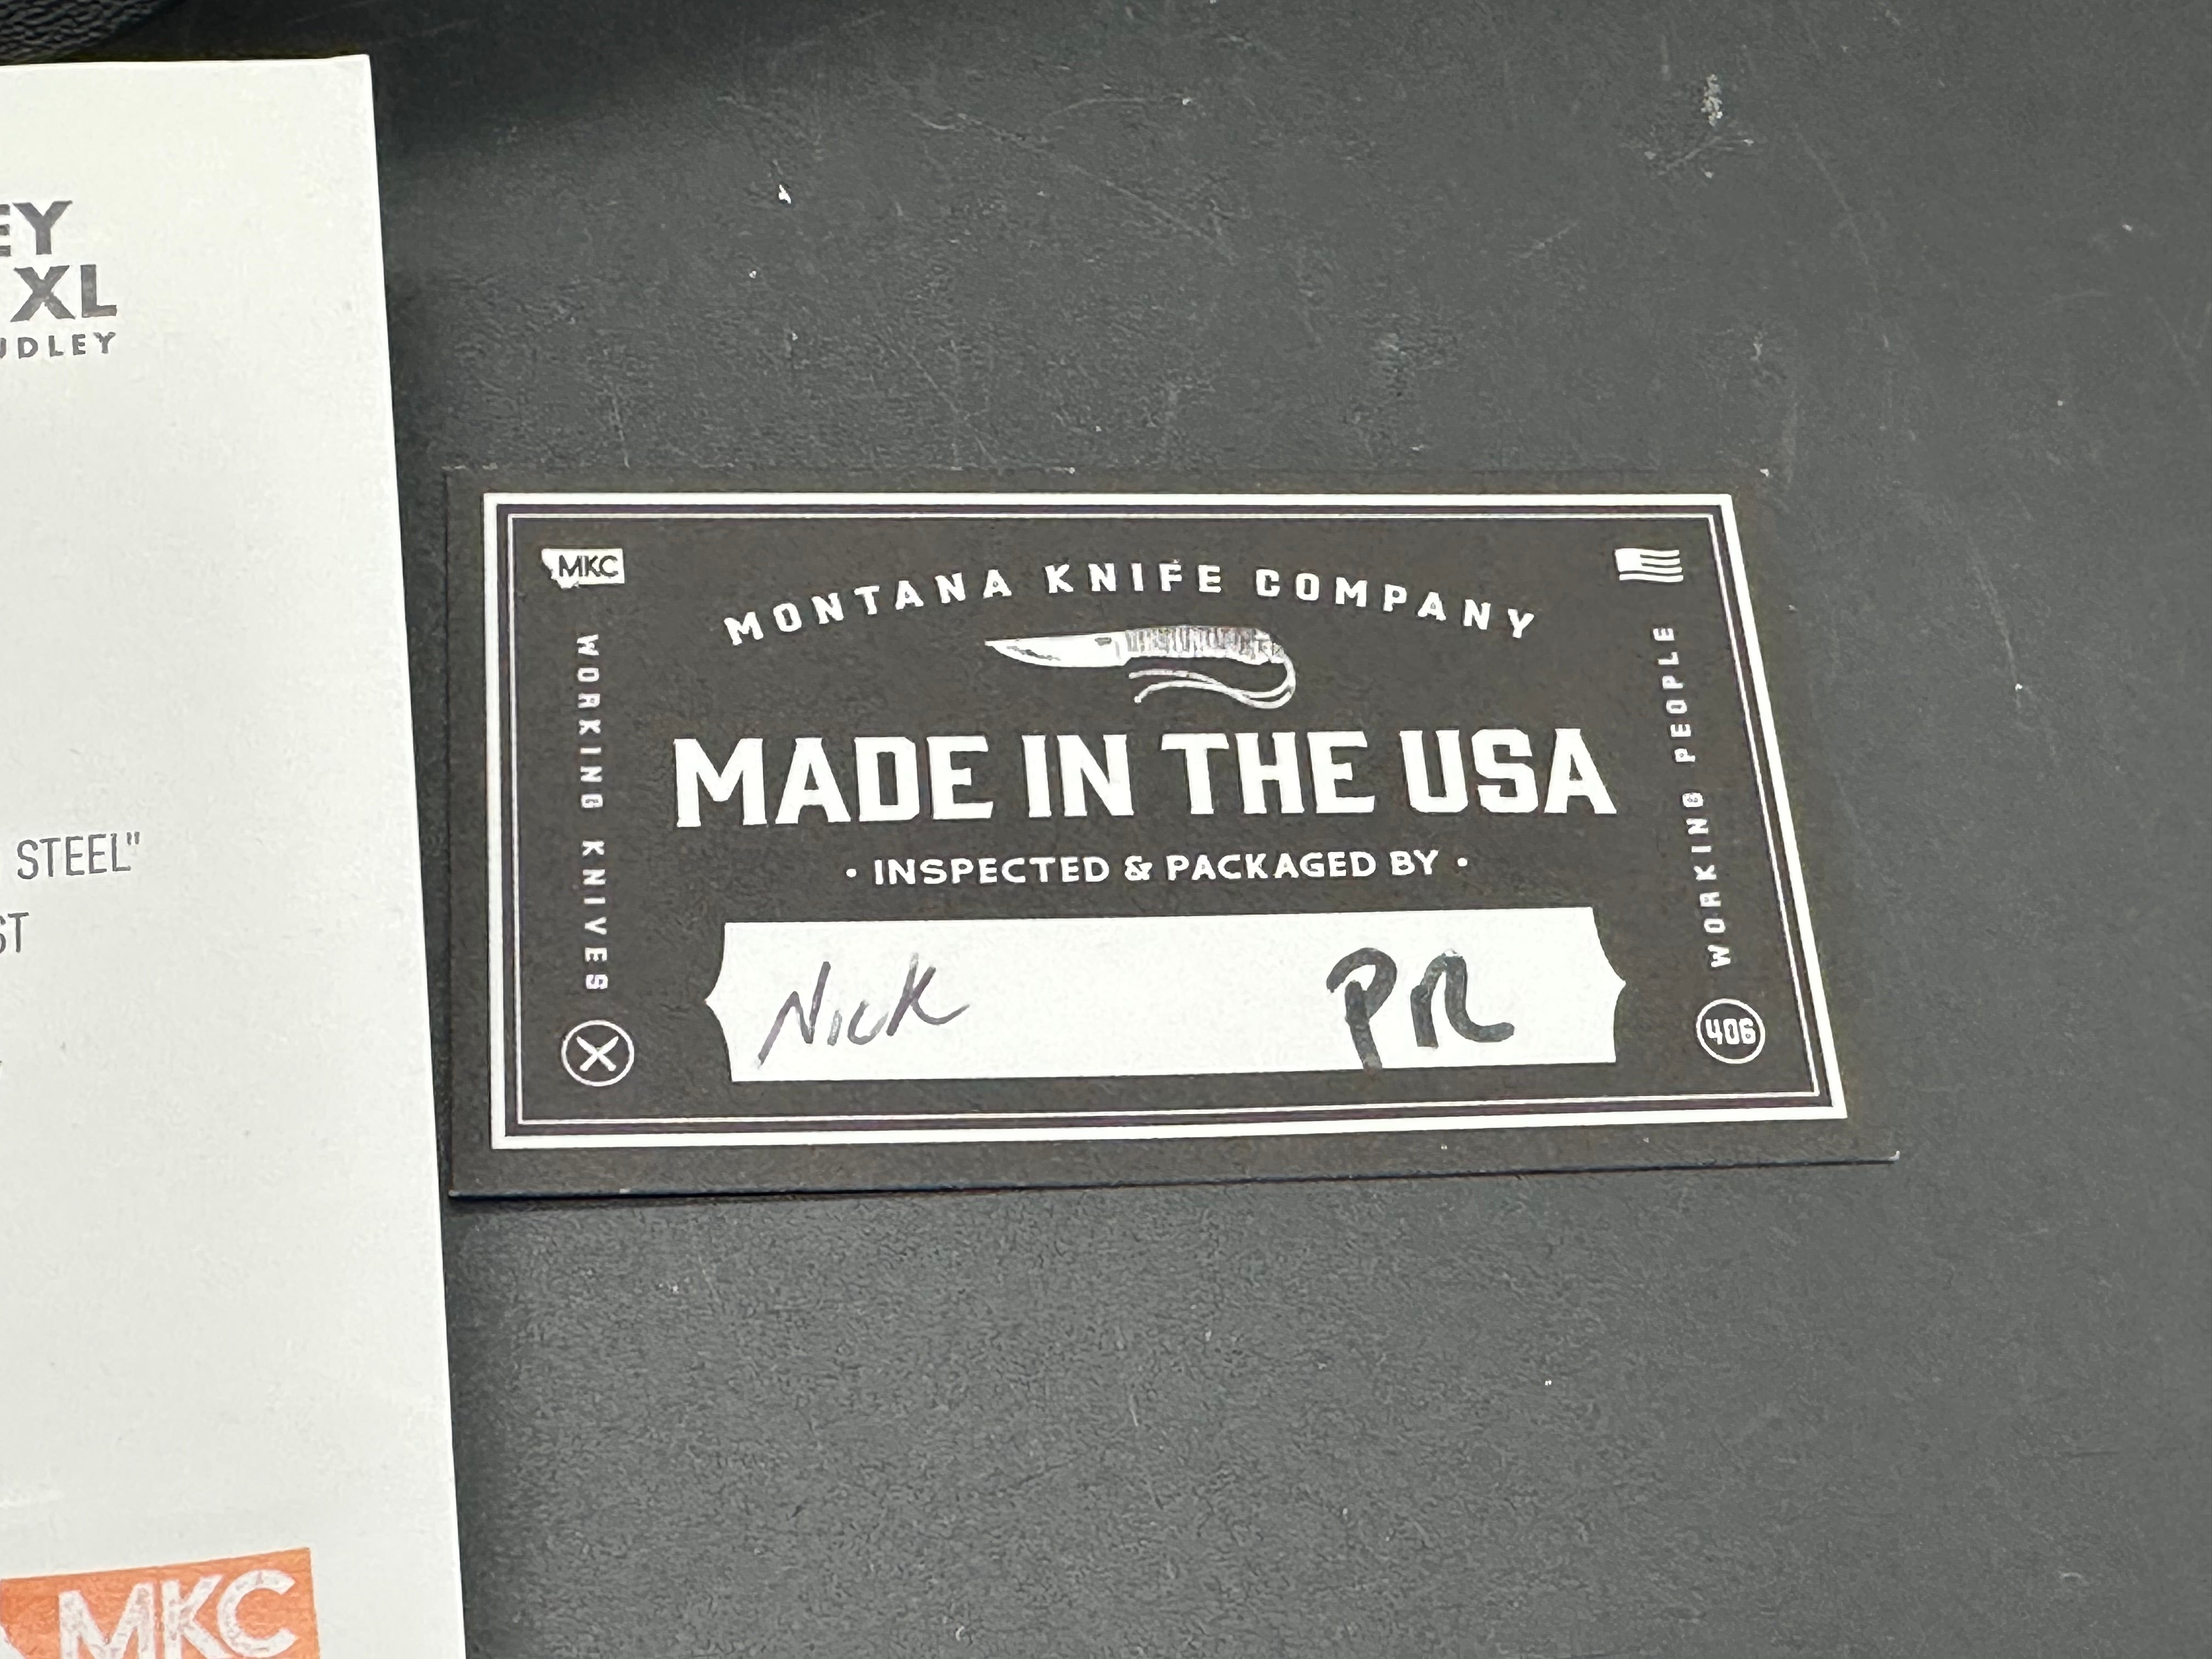 EY
XL
UDLEY
STEEL"
ST
MKC
MKC
MONTANA KNIFE COMPANY
MADE IN THE USA
• INSPECTED & PACKAGED BY •
Nick PR
WORKING KNIVES
WORKING PEOPLE
406